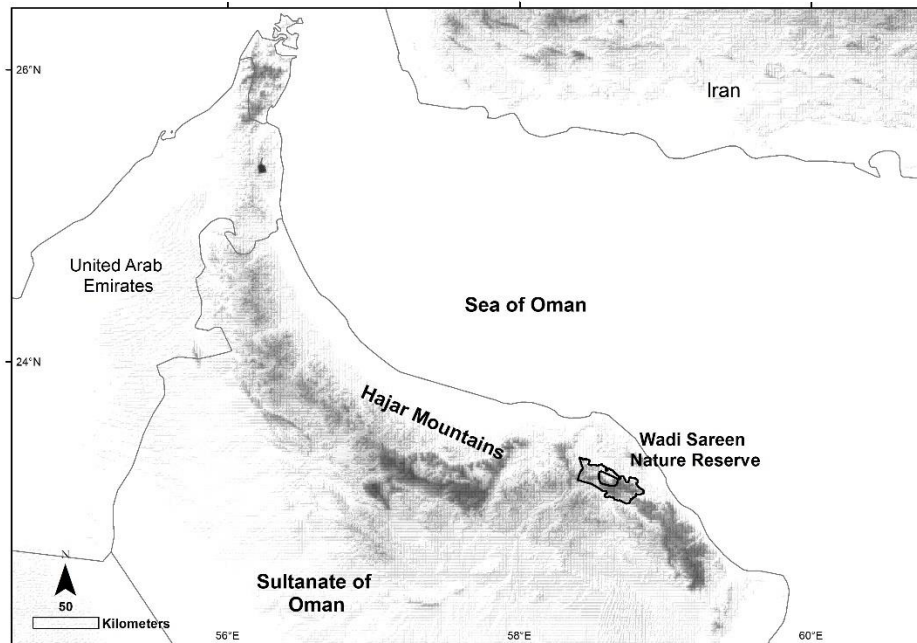 26°N
Iran
United Arab
Emirates
Sea of Oman
24°N
Hajar Mountains
Wadi Sareen
Nature Reserve
N
50
Kilometers
Sultanate of
Oman
56°E
58°E
60°E